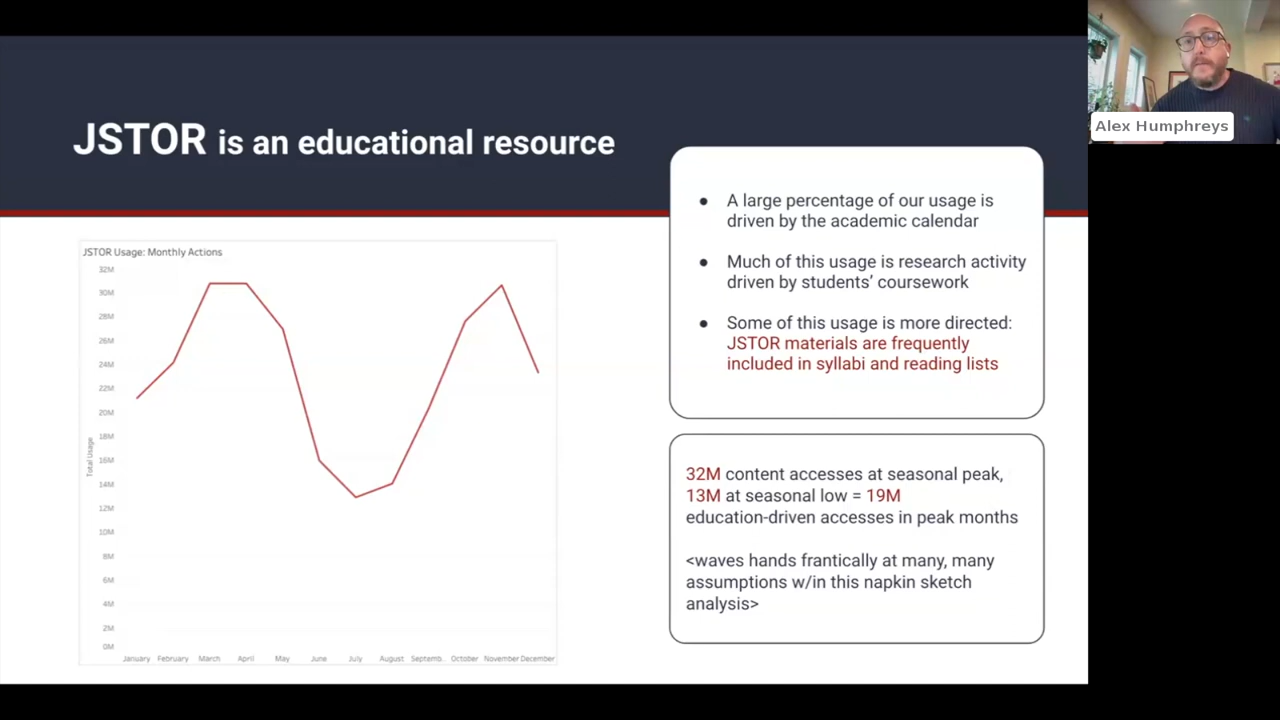 JSTOR is an educational resource
Alex Humphreys
JSTOR Usage: Monthly Actions
32M
30M
28M
26M
24M
22M
20M
18M
16M
14M
12M
10M
8M
6M
4M
2M
0M
Total Usage
January February March April May June July August Septemb.. October November December
● A large percentage of our usage is
driven by the academic calendar
● Much of this usage is research activity
driven by students’ coursework
● Some of this usage is more directed:
JSTOR materials are frequently
included in syllabi and reading lists
32M content accesses at seasonal peak,
13M at seasonal low = 19M
education-driven accesses in peak months
<waves hands frantically at many, many
assumptions w/in this napkin sketch
analysis>